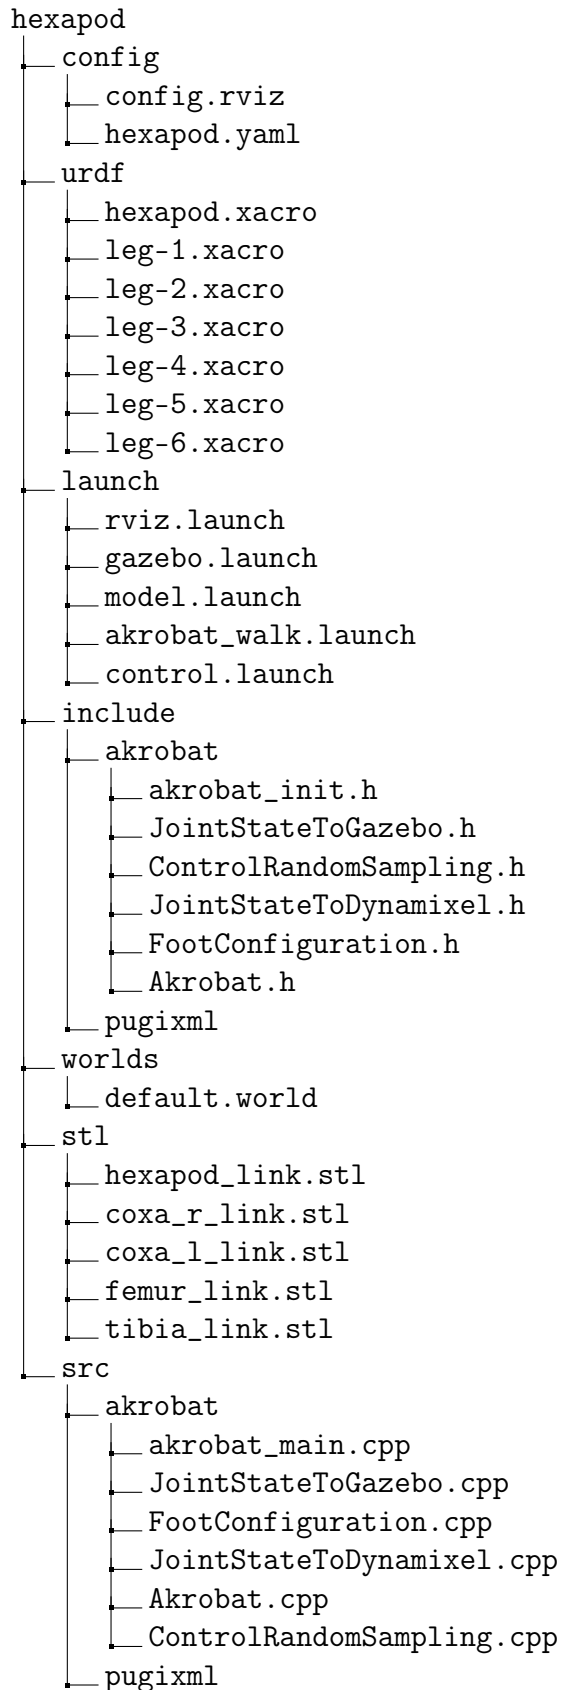 hexapod
config
config.rviz
hexapod.yaml
urdf
hexapod.xacro
leg-1.xacro
leg-2.xacro
leg-3.xacro
leg-4.xacro
leg-5.xacro
leg-6.xacro
launch
rviz.launch
gazebo.launch
model.launch
akrobat_walk.launch
control.launch
include
akrobat
akrobat_init.h
JointStateToGazebo.h
ControlRandomSampling.h
JointStateToDynamixel.h
FootConfiguration.h
Akrobat.h
pugixml
worlds
default.world
stl
hexapod_link.stl
coxa_r_link.stl
coxa_l_link.stl
femur_link.stl
tibia_link.stl
src
akrobat
akrobat_main.cpp
JointStateToGazebo.cpp
FootConfiguration.cpp
JointStateToDynamixel.cpp
Akrobat.cpp
ControlRandomSampling.cpp
pugixml